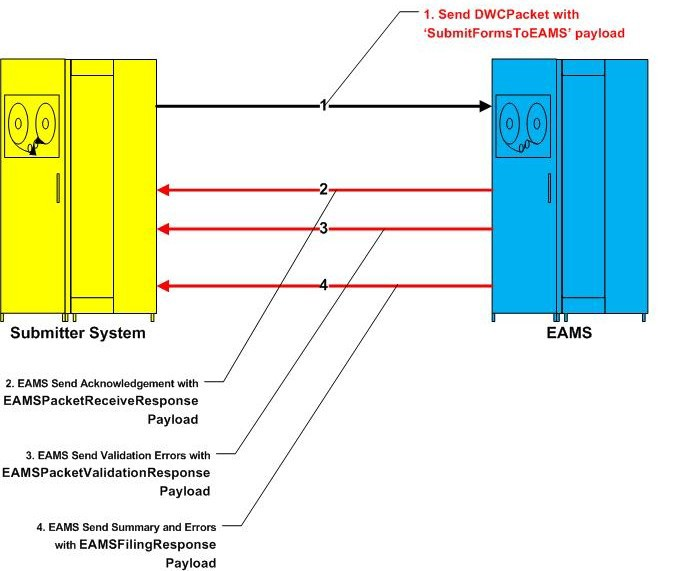 1. Send DWCPacket with
‘SubmitFormsToEAMS’ payload
1
2
3
4
Submitter System
EAMS
2. EAMS Send Acknowledgement with
EAMSPacketReceiveResponse
Payload
3. EAMS Send Validation Errors with
EAMSPacketValidationResponse
Payload
4. EAMS Send Summary and Errors
with EAMSFilingResponse
Payload